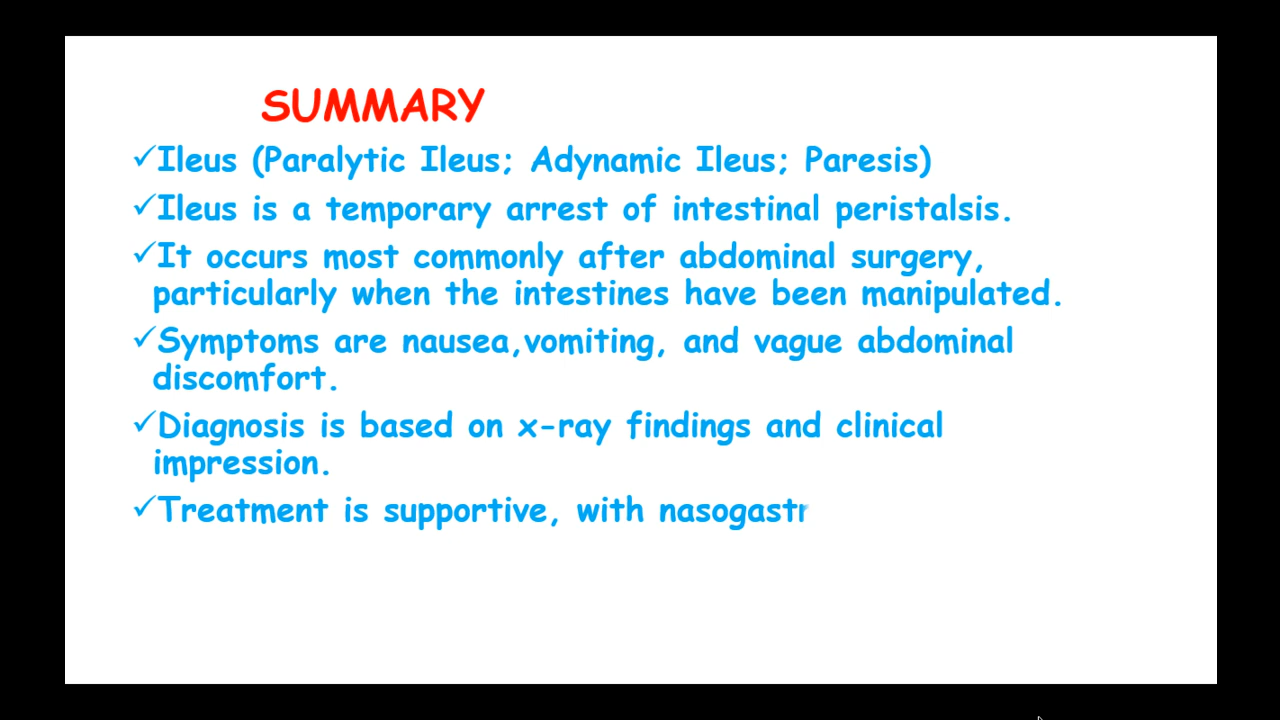 SUMMARY
✓Ileus (Paralytic Ileus; Adynamic Ileus; Paresis)
✓Ileus is a temporary arrest of intestinal peristalsis.
✓It occurs most commonly after abdominal surgery,
particularly when the intestines have been manipulated.
✓Symptoms are nausea,vomiting, and vague abdominal
discomfort.
✓Diagnosis is based on x-ray findings and clinical
impression.
✓Treatment is supportive, with nasogastr